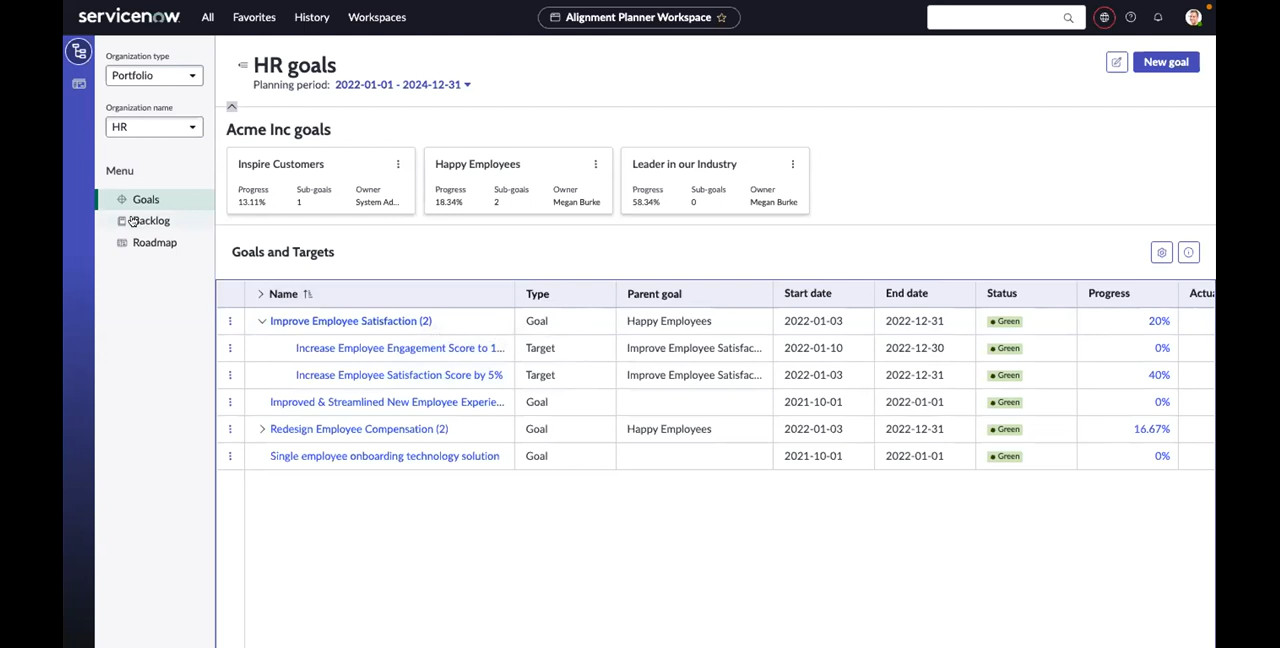 servicenow All Favorites History Workspaces Alignment Planner Workspace
Organization type
Portfolio
Organization name
HR
Menu
Goals
Backlog
Roadmap
HR goals
Planning period: 2022-01-01 - 2024-12-31
New goal
Acme Inc goals
Inspire Customers
Progress Sub-goals Owner
13.11% 1 System Ad...
Happy Employees
Progress Sub-goals Owner
18.34% 2 Megan Burke
Leader in our Industry
Progress Sub-goals Owner
58.34% 0 Megan Burke
Goals and Targets
Name Type Parent goal Start date End date Status Progress Actua
Improve Employee Satisfaction (2) Goal Happy Employees 2022-01-03 2022-12-31 Green 20%
Increase Employee Engagement Score to 1... Target Improve Employee Satisfac... 2022-01-10 2022-12-30 Green 0%
Increase Employee Satisfaction Score by 5% Target Improve Employee Satisfac... 2022-01-03 2022-12-31 Green 40%
Improved & Streamlined New Employee Experie... Goal 2021-10-01 2022-01-01 Green 0%
Redesign Employee Compensation (2) Goal Happy Employees 2022-01-03 2022-12-31 Green 16.67%
Single employee onboarding technology solution Goal 2021-10-01 2022-01-01 Green 0%